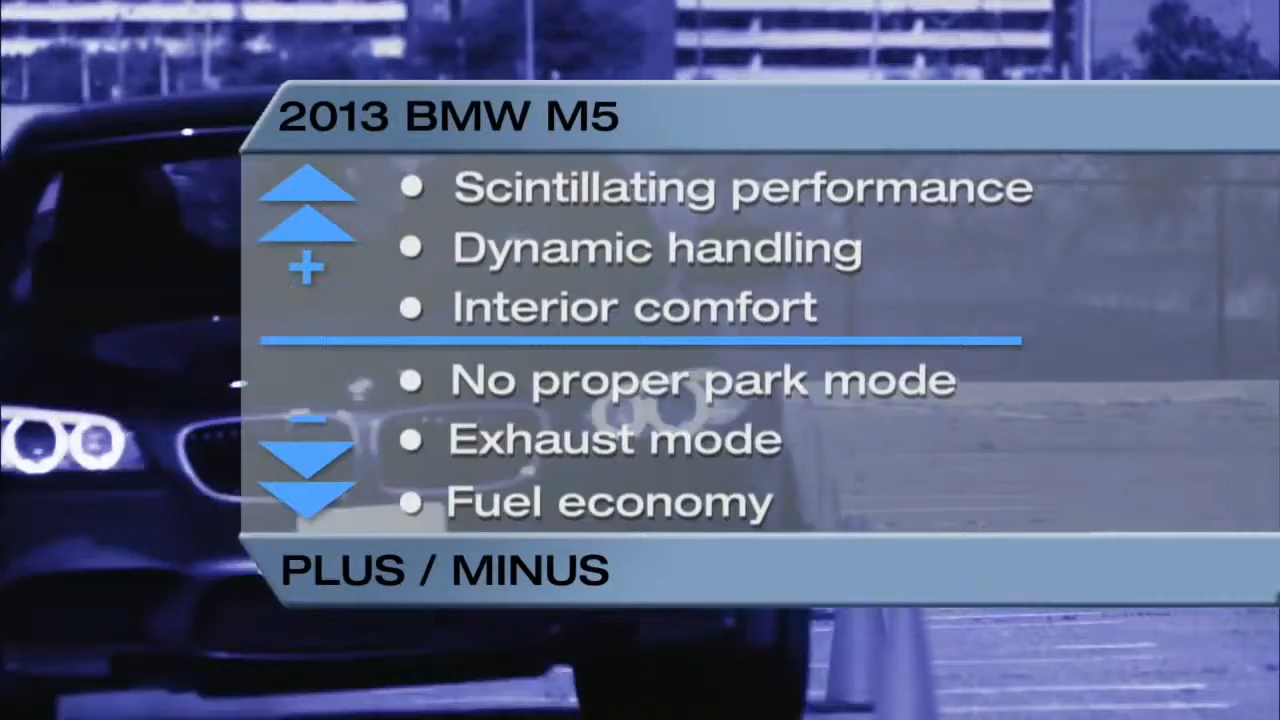 2013 BMW M5
• Scintillating performance
• Dynamic handling
+
• Interior comfort
• No proper park mode
–
• Exhaust mode
• Fuel economy
PLUS / MINUS